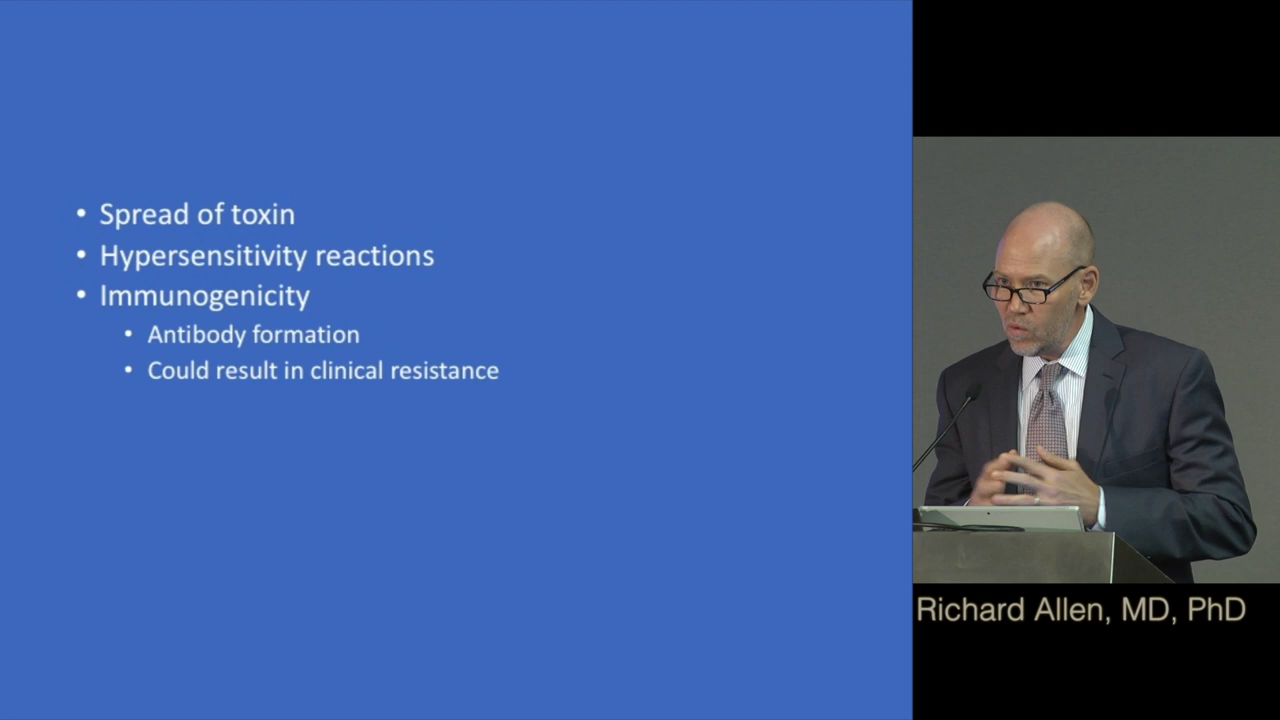 • Spread of toxin
• Hypersensitivity reactions
• Immunogenicity
• Antibody formation
• Could result in clinical resistance
Richard Allen, MD, PhD